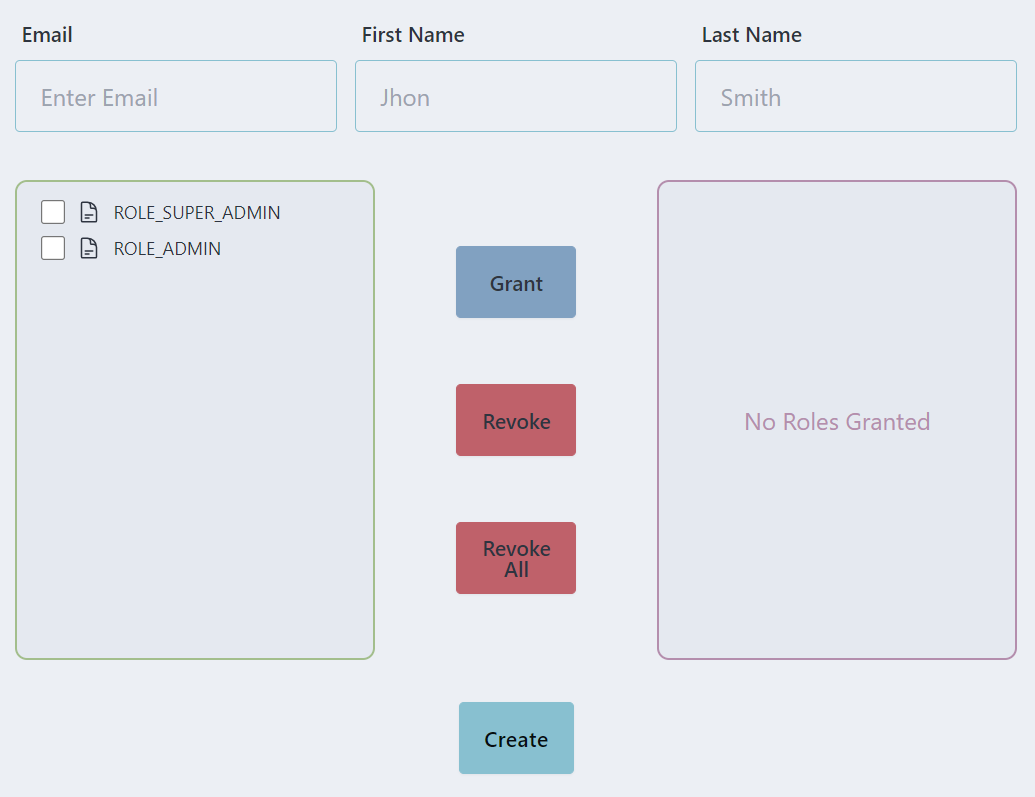 Email
First Name
Last Name
Enter Email
Jhon
Smith
ROLE_SUPER_ADMIN
ROLE_ADMIN
Grant
Revoke
No Roles Granted
Revoke
All
Create